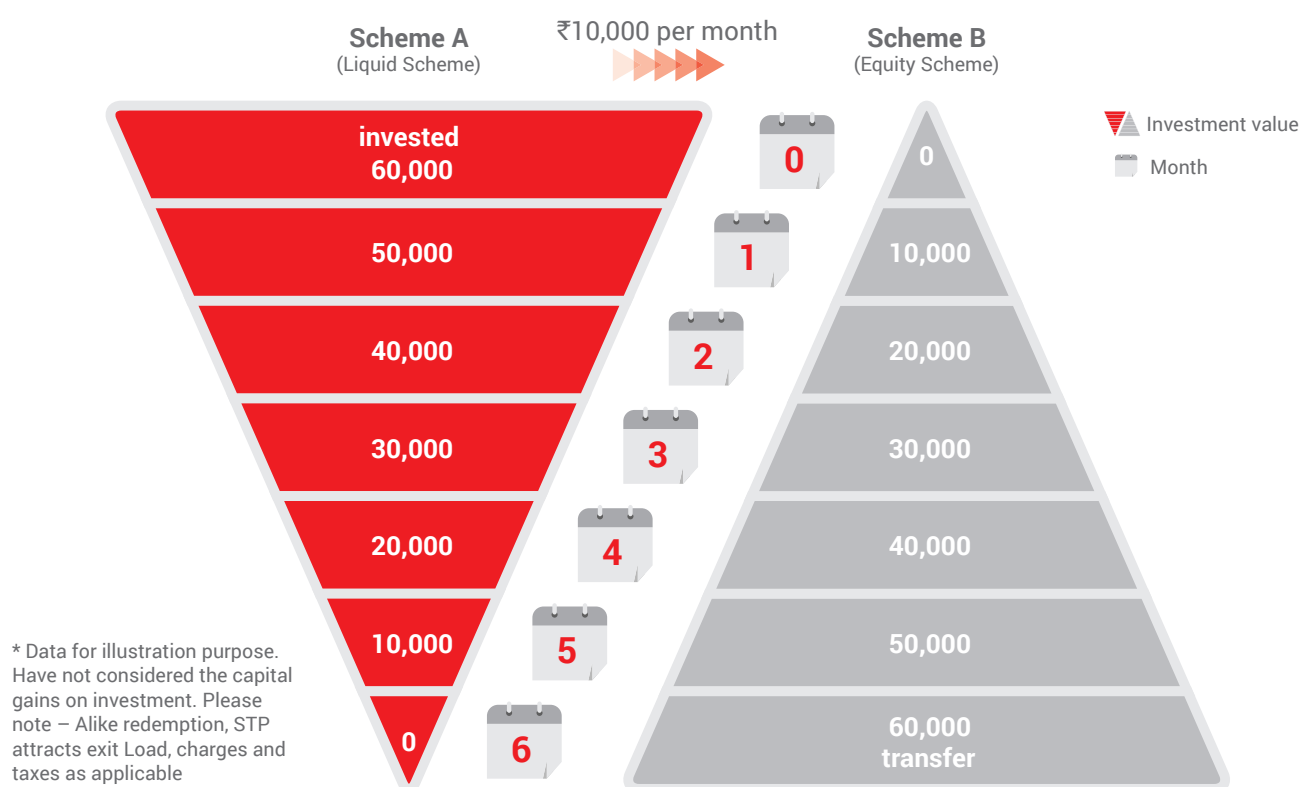 Scheme A
(Liquid Scheme)
₹10,000 per month
Scheme B
(Equity Scheme)
Investment value
Month
invested
60,000
0
0
50,000
1
10,000
40,000
2
20,000
30,000
3
30,000
20,000
4
40,000
10,000
5
50,000
0
6
60,000
transfer
* Data for illustration purpose.
Have not considered the capital
gains on investment. Please
note – Alike redemption, STP
attracts exit Load, charges and
taxes as applicable